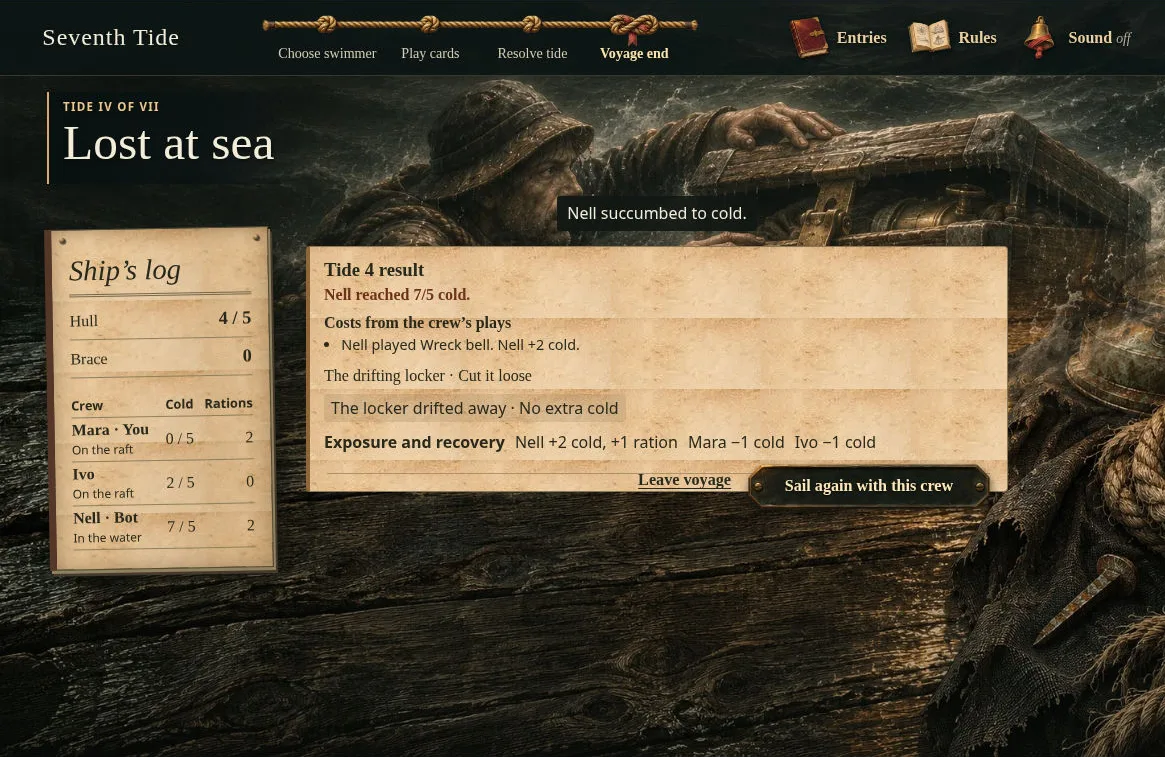 Seventh Tide
Choose swimmer
Play cards
Resolve tide
Voyage end
Entries
Rules
Sound off
TIDE IV OF VII
Lost at sea
Nell succumbed to cold.
Ship’s log
Hull 4 / 5
Brace 0
Crew Cold Rations
Mara · You 0 / 5 2
On the raft
Ivo 2 / 5 0
On the raft
Nell · Bot 7 / 5 2
In the water
Tide 4 result
Nell reached 7/5 cold.
Costs from the crew’s plays
• Nell played Wreck bell. Nell +2 cold.
The drifting locker · Cut it loose
The locker drifted away · No extra cold
Exposure and recovery Nell +2 cold, +1 ration Mara −1 cold Ivo −1 cold
Leave voyage
Sail again with this crew